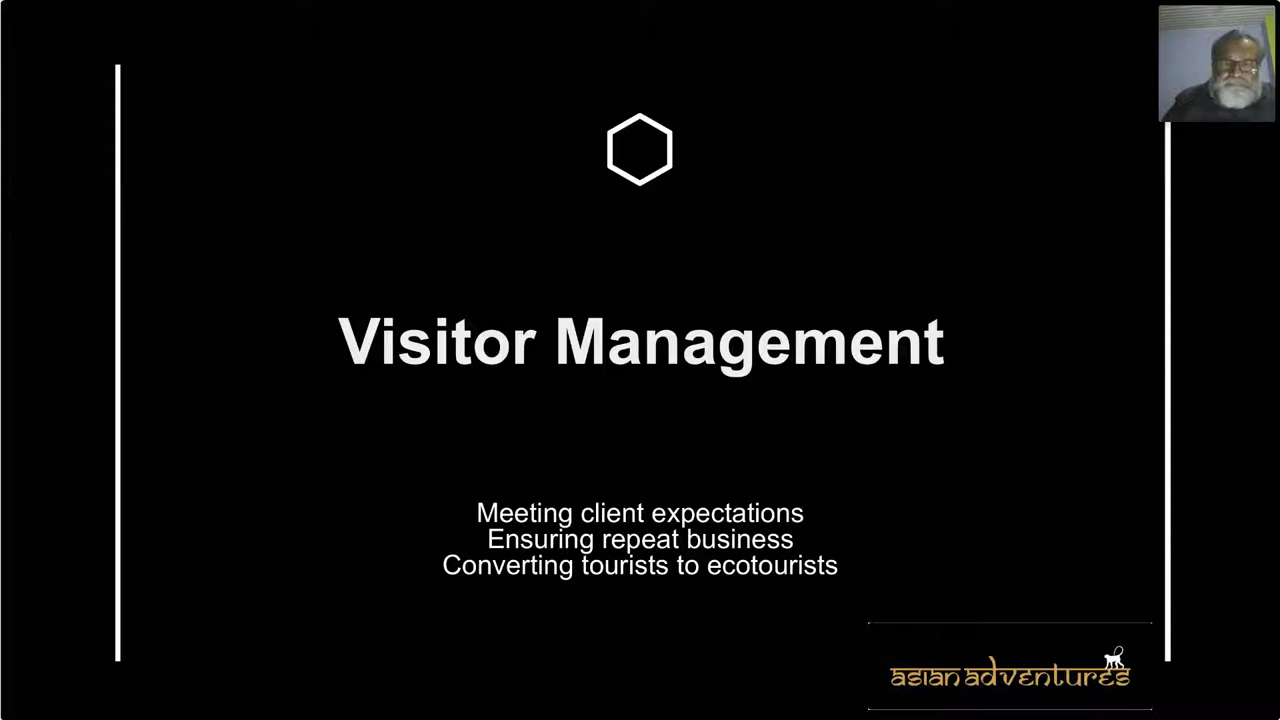 Visitor Management
Meeting client expectations
Ensuring repeat business
Converting tourists to ecotourists
asian adventures